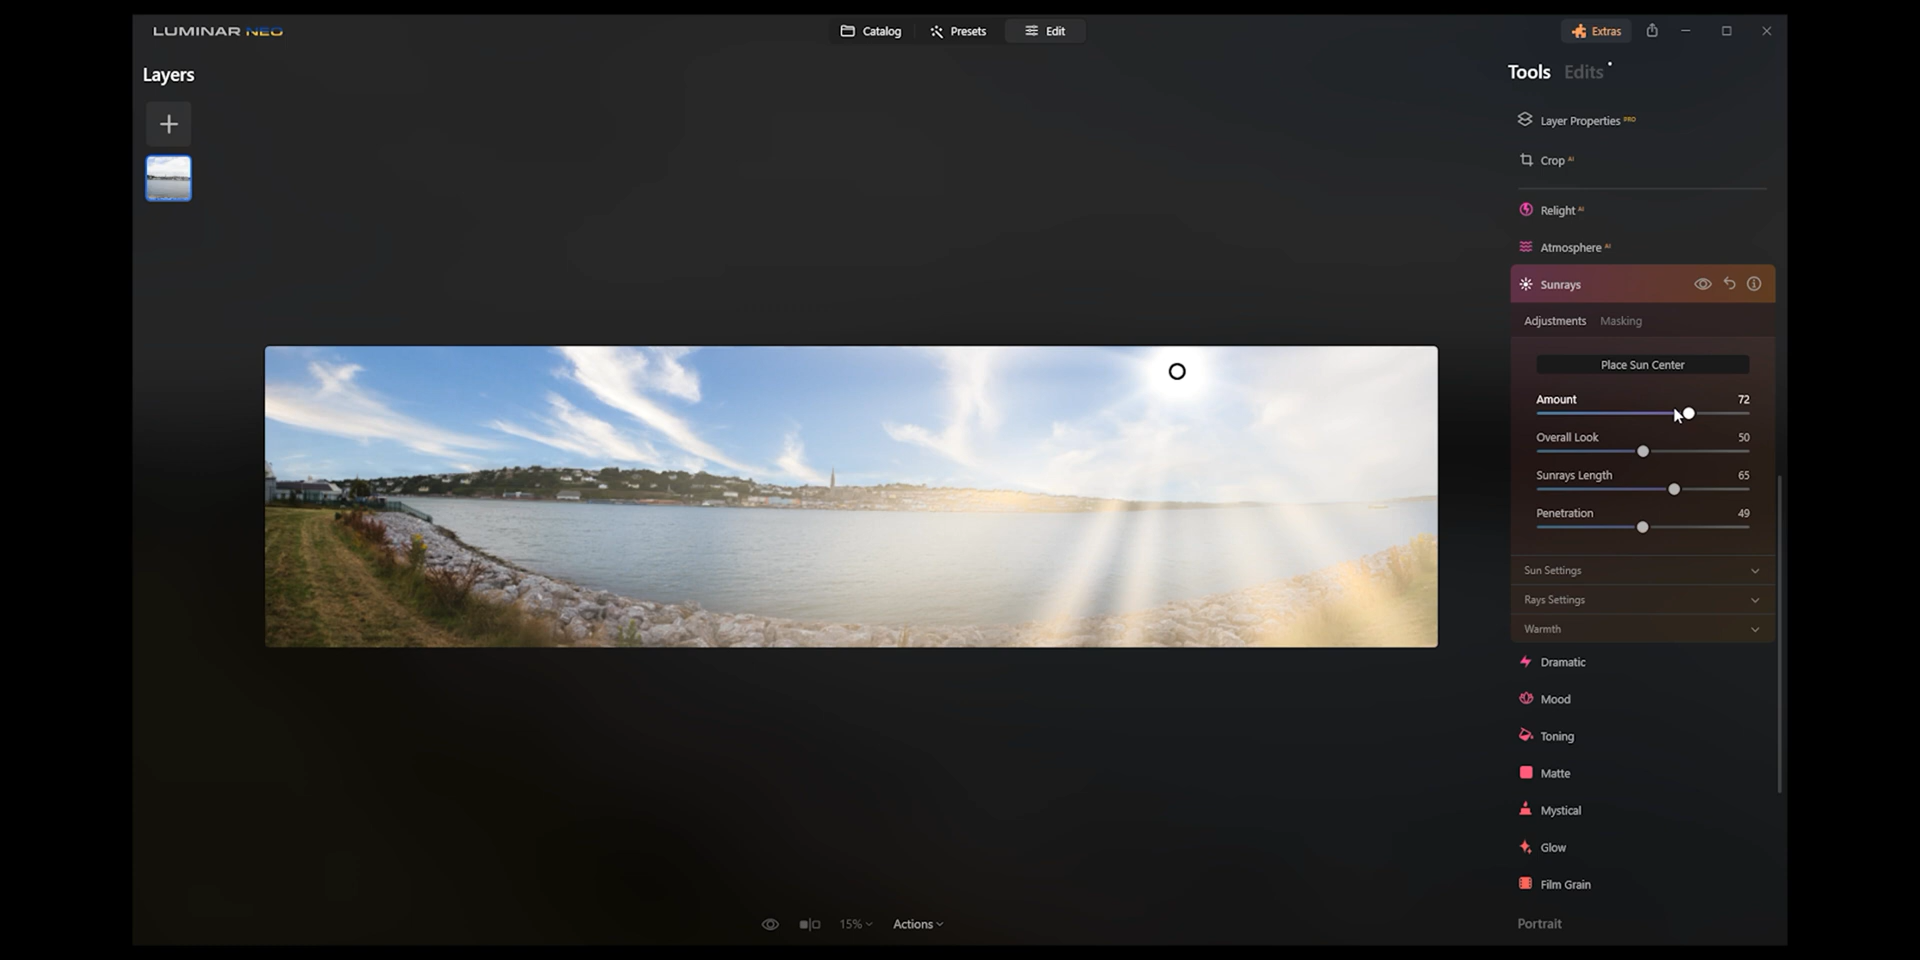 LUMINAR NEO
Catalog
Presets
Edit
Extras
Layers
Tools
Edits
Layer Properties PRO
Crop AI
Relight AI
Atmosphere AI
Sunrays
Adjustments
Masking
Place Sun Center
Amount 72
Overall Look 50
Sunrays Length 65
Penetration 49
Sun Settings
Rays Settings
Warmth
Dramatic
Mood
Toning
Matte
Mystical
Glow
Film Grain
Portrait
15%
Actions